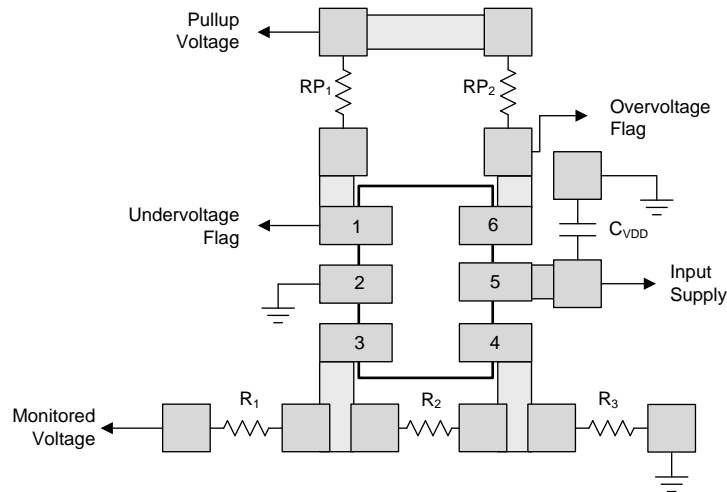 Pullup
Voltage
RP1
RP2
Overvoltage
Flag
Undervoltage
Flag
1
6
CVDD
2
5
Input
Supply
3
4
Monitored
Voltage
R1
R2
R3